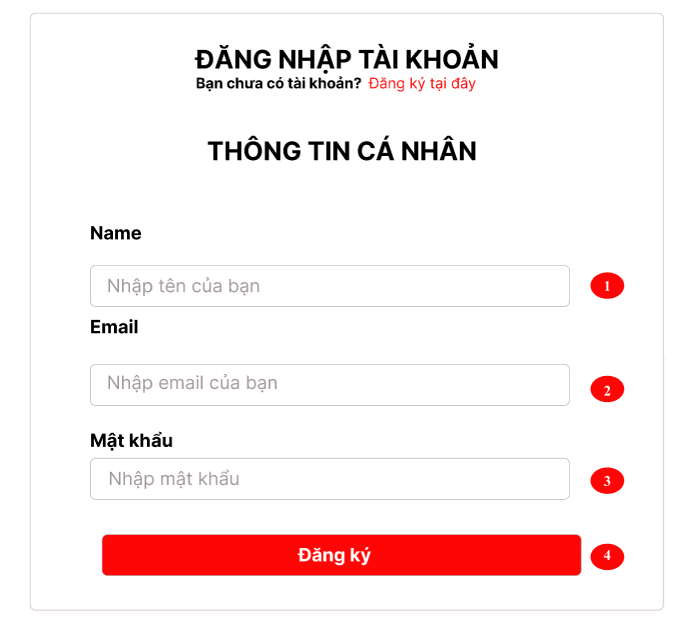 ĐĂNG NHẬP TÀI KHOẢN
Bạn chưa có tài khoản? Đăng ký tại đây
THÔNG TIN CÁ NHÂN
Name
Nhập tên của bạn 1
Email
Nhập email của bạn 2
Mật khẩu
Nhập mật khẩu 3
Đăng ký 4